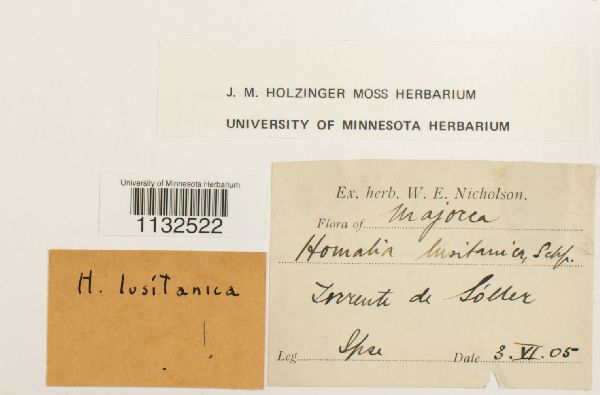 J. M. HOLZINGER MOSS HERBARIUM
UNIVERSITY OF MINNESOTA HERBARIUM
University of Minnesota Herbarium
1132522
Ex. herb. W. E. Nicholson.
Flora of Majorca
Homalia lusitanica, Schp.
Torrente de Sóller
Leg. Ipse Date 3. VI. 05
H. lusitanica